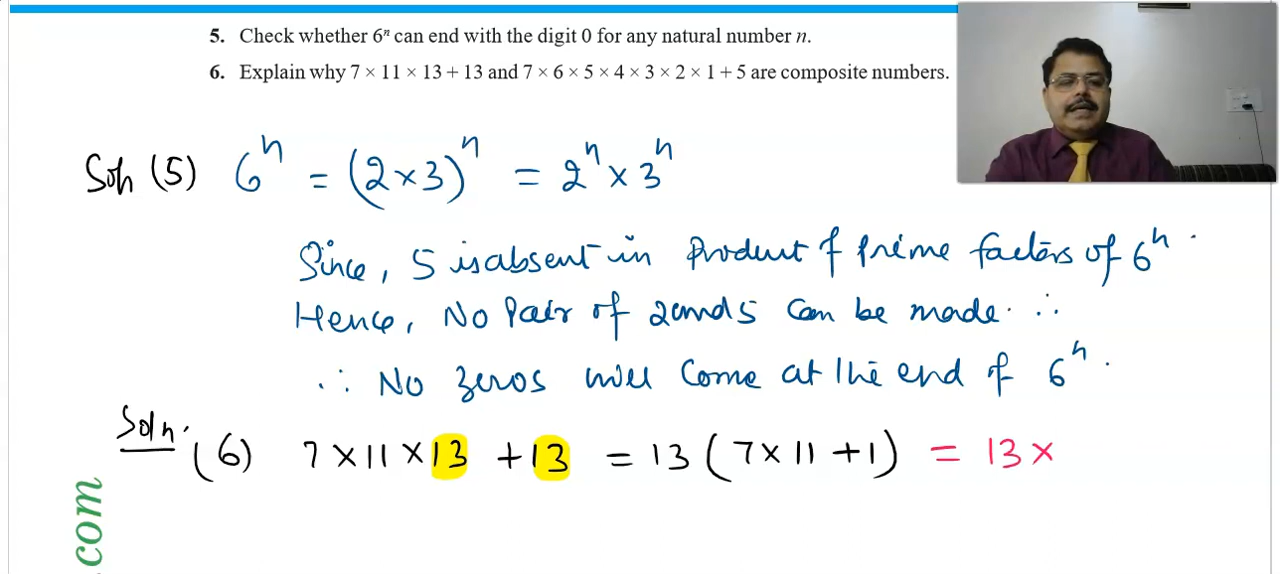 5. Check whether 6ⁿ can end with the digit 0 for any natural number n.
6. Explain why 7 × 11 × 13 + 13 and 7 × 6 × 5 × 4 × 3 × 2 × 1 + 5 are composite numbers.
Soln (5) 6ⁿ = (2×3)ⁿ = 2ⁿ × 3ⁿ
Since, 5 is absent in Product of prime factors of 6ⁿ.
Hence, No Pair of 2 and 5 can be made. ∴
∴ No zeros will come at the end of 6ⁿ.
Soln.
(6) 7 × 11 × 13 + 13 = 13 (7 × 11 + 1) = 13 ×
.com